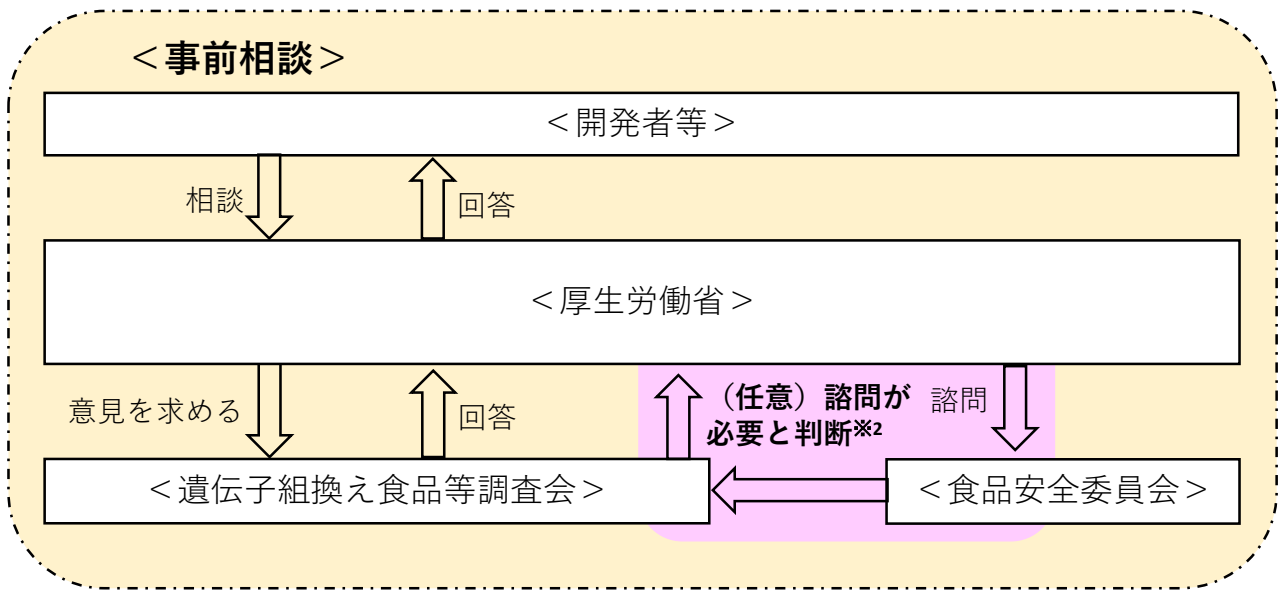 ＜事前相談＞
＜開発者等＞
相談
回答
＜厚生労働省＞
意見を求める
回答
（任意）諮問が
必要と判断※2
諮問
＜遺伝子組換え食品等調査会＞
＜食品安全委員会＞